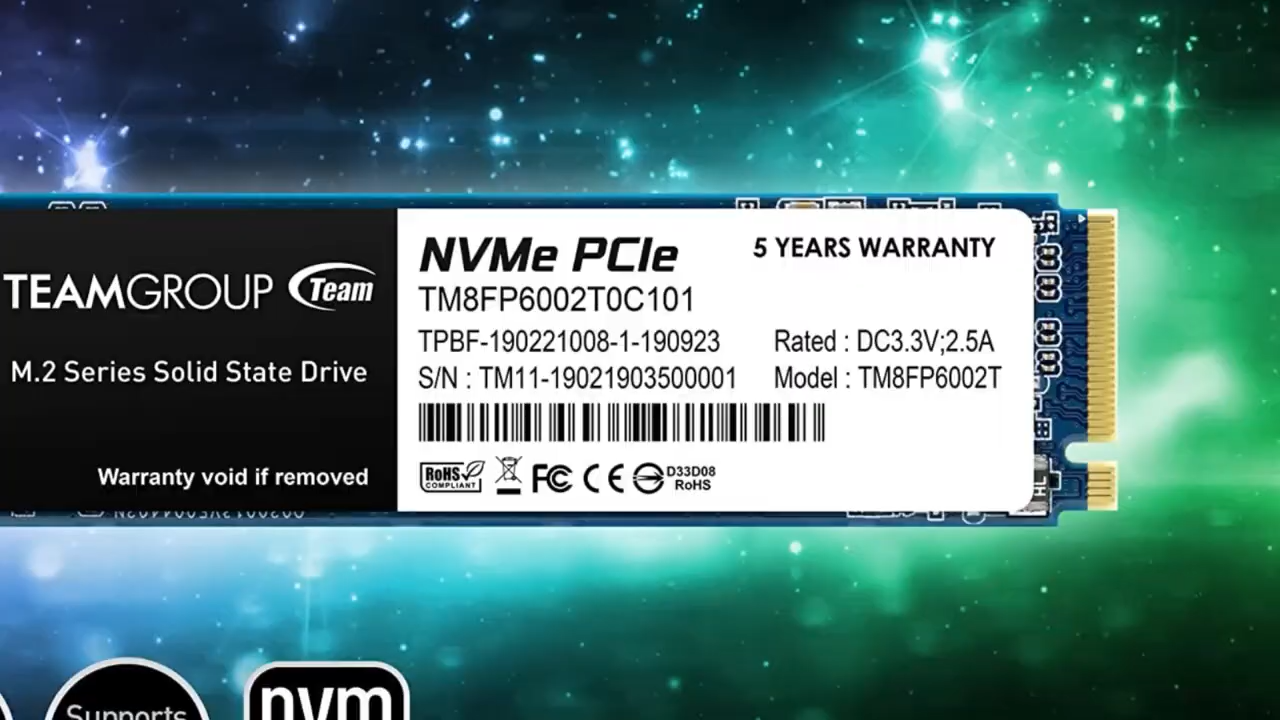 TEAMGROUP Team
M.2 Series Solid State Drive
Warranty void if removed
NVMe PCIe
5 YEARS WARRANTY
TM8FP6002T0C101
TPBF-190221008-1-190923
Rated : DC3.3V;2.5A
S/N : TM11-19021903500001
Model : TM8FP6002T
RoHS
COMPLIANT
FC CE
D33D08
RoHS
Supports
nvm